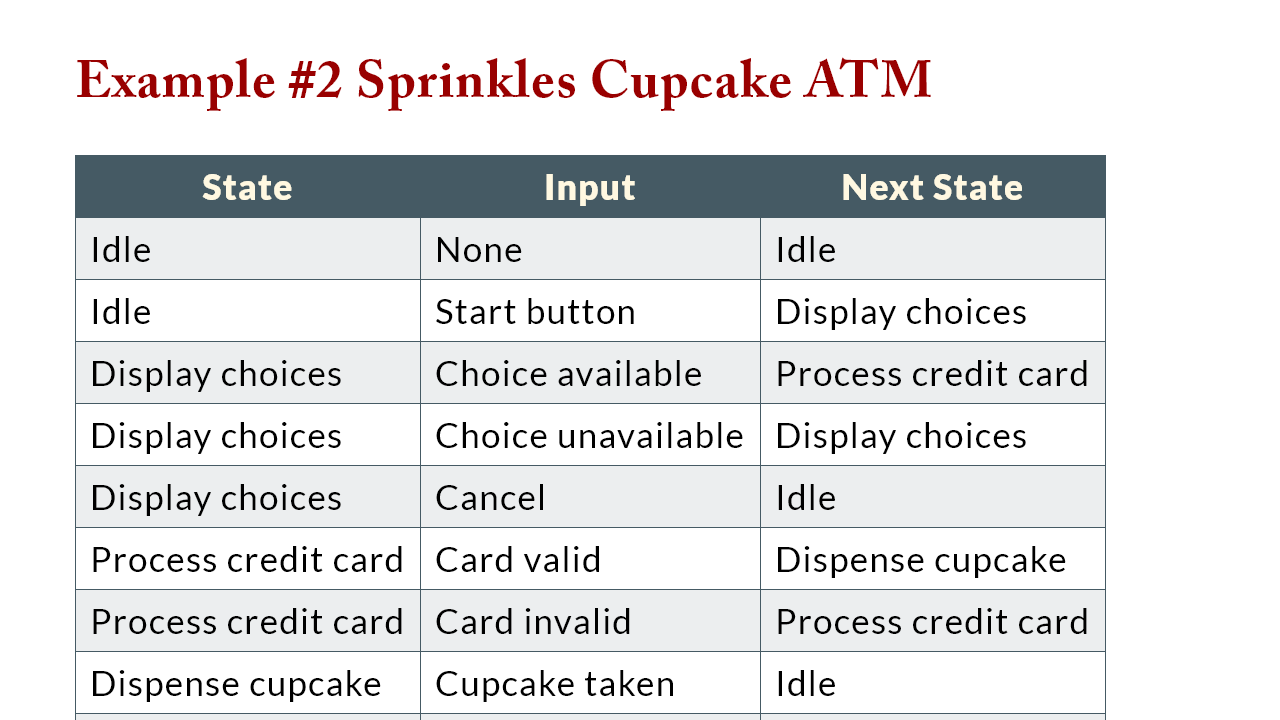 Example #2 Sprinkles Cupcake ATM
State Input Next State
Idle None Idle
Idle Start button Display choices
Display choices Choice available Process credit card
Display choices Choice unavailable Display choices
Display choices Cancel Idle
Process credit card Card valid Dispense cupcake
Process credit card Card invalid Process credit card
Dispense cupcake Cupcake taken Idle